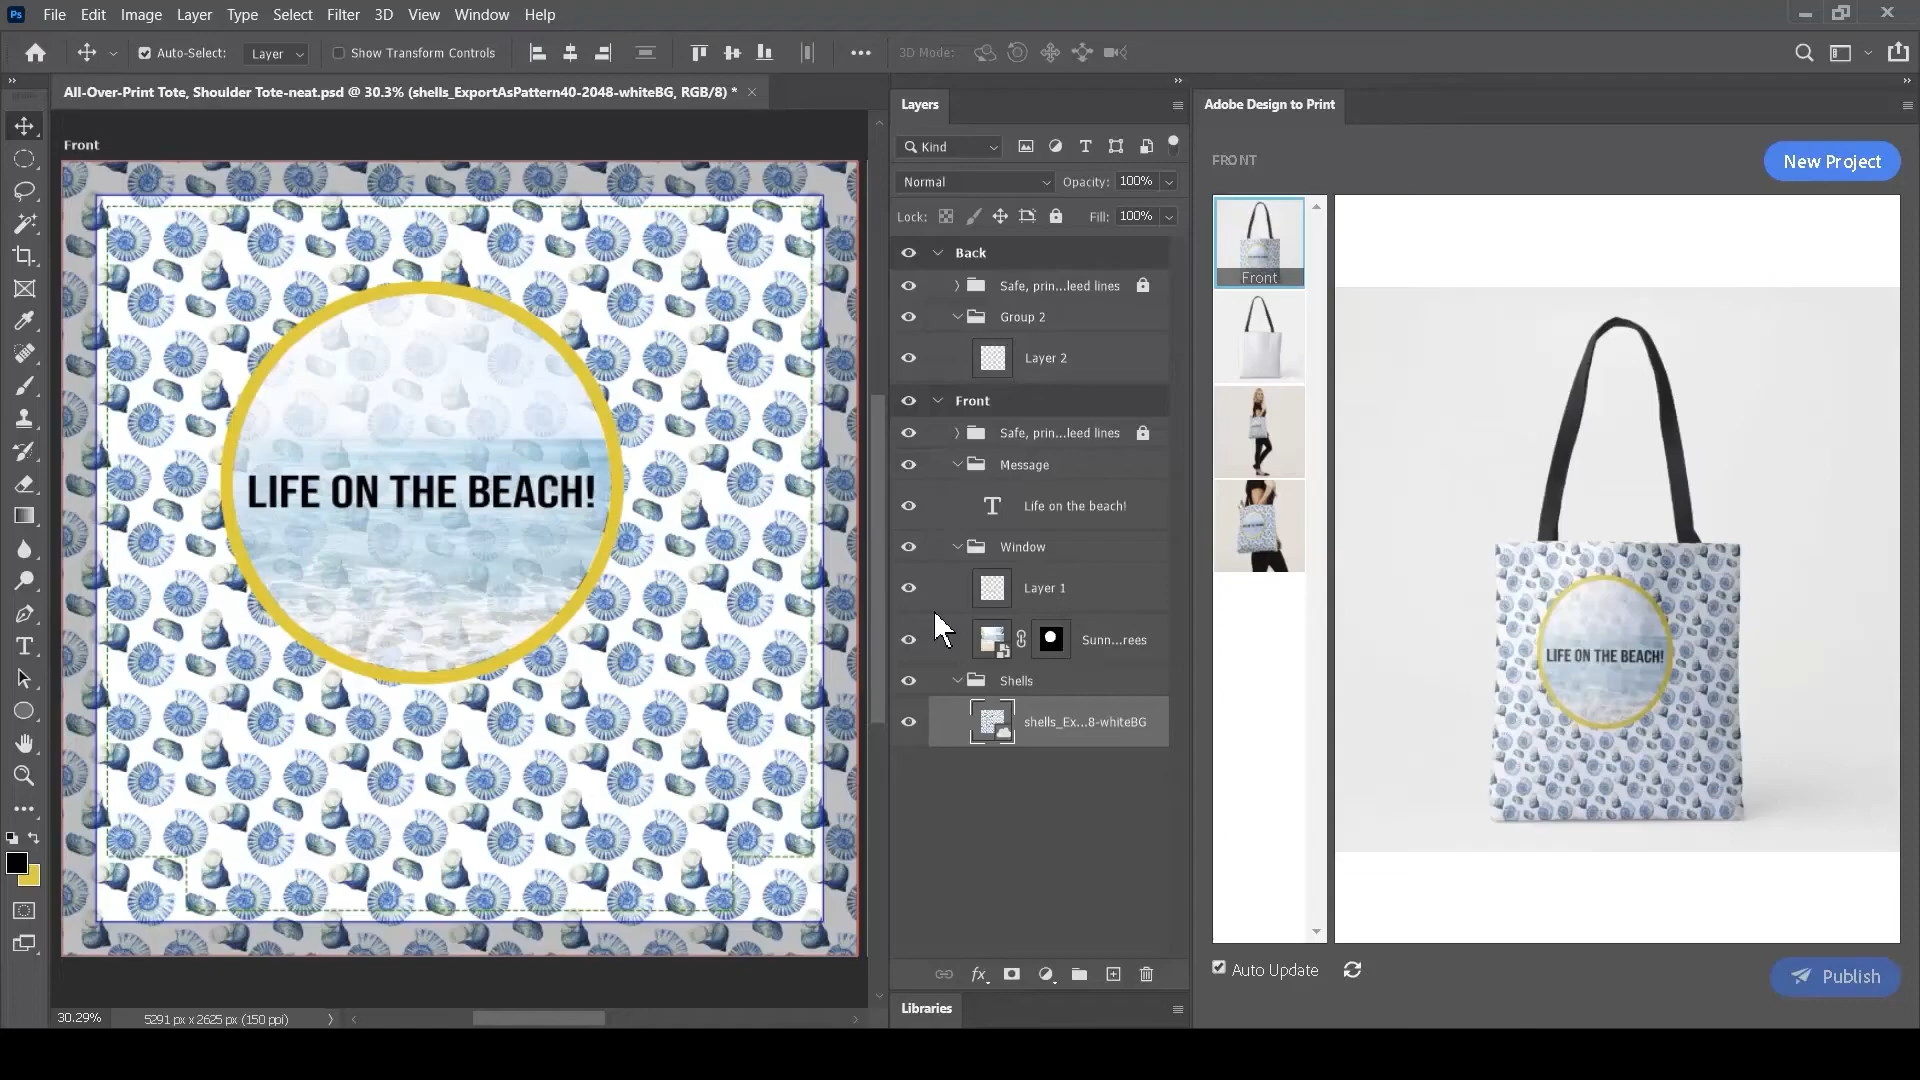 Ps File Edit Image Layer Type Select Filter 3D View Window Help
Auto-Select: Layer Show Transform Controls 3D Mode:
All-Over-Print Tote, Shoulder Tote-neat.psd @ 30.3% (shells_ExportAsPattern40-2048-whiteBG, RGB/8) *
Front
LIFE ON THE BEACH!
30.29% 5291 px x 2625 px (150 ppi)
Layers
Kind
Normal Opacity: 100%
Lock: Fill: 100%
Back
Safe, prin...leed lines
Group 2
Layer 2
Front
Safe, prin...leed lines
Message
Life on the beach!
Window
Layer 1
Sunn...rees
Shells
shells_Ex...8-whiteBG
fx
Libraries
Adobe Design to Print
FRONT
New Project
Front
LIFE ON THE BEACH!
Auto Update
Publish